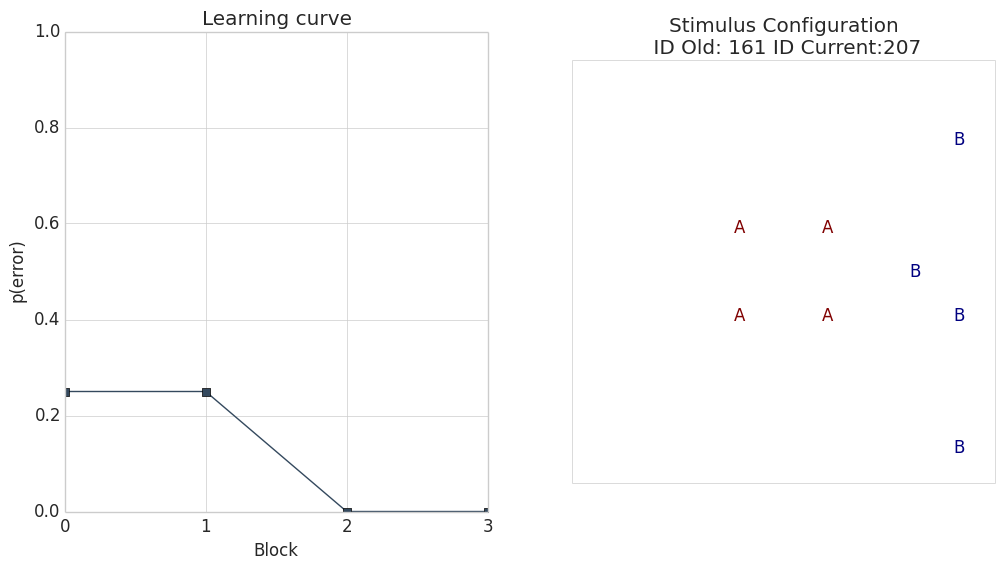 Learning curve
1.0
0.8
0.6
0.4
0.2
0.0
0 1 2 3
p(error)
Block
Stimulus Configuration
ID Old: 161 ID Current:207
B
A A
B
A A B
B